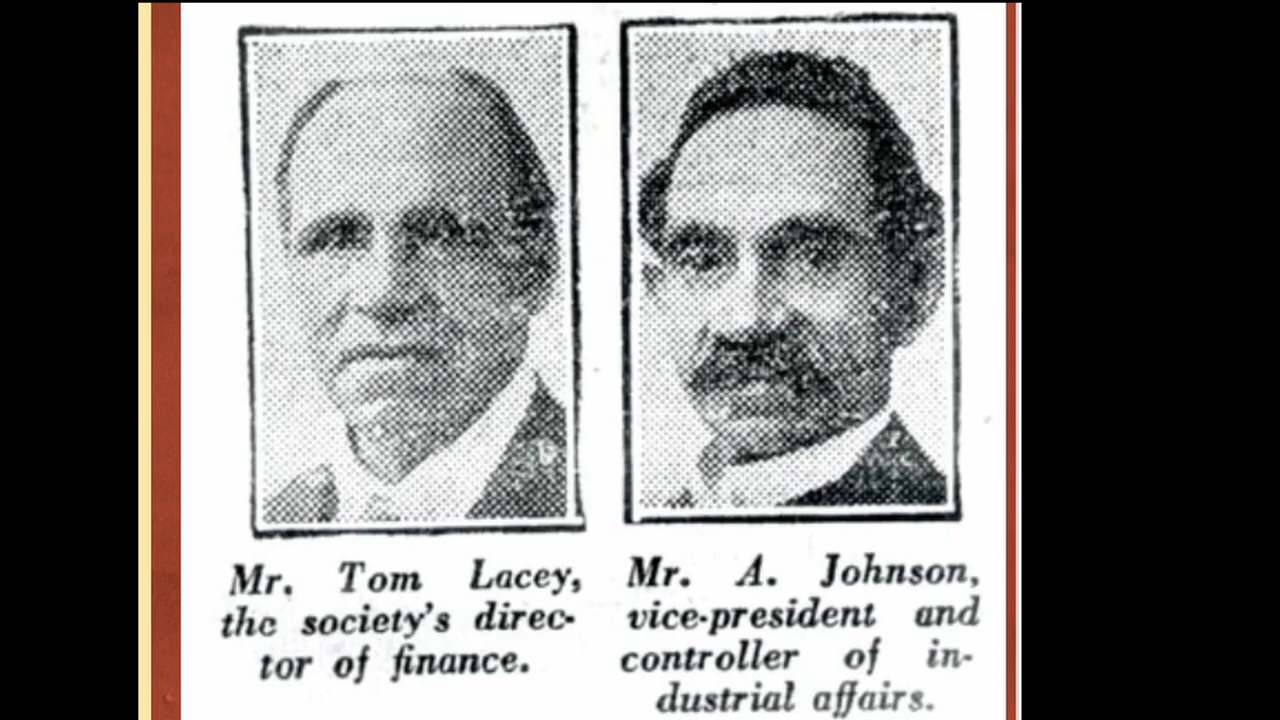 Mr. Tom Lacey,
the society's direc-
tor of finance.
Mr. A. Johnson,
vice-president and
controller of in-
dustrial affairs.